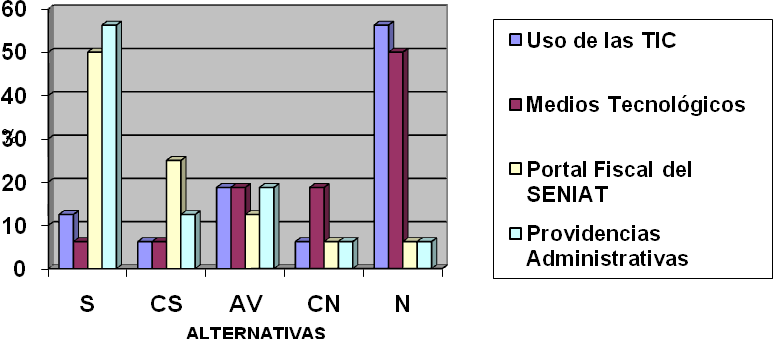 60
50
40
30
20
10
0
%
S CS AV CN N
ALTERNATIVAS
Uso de las TIC
Medios Tecnológicos
Portal Fiscal del
SENIAT
Providencias
Administrativas